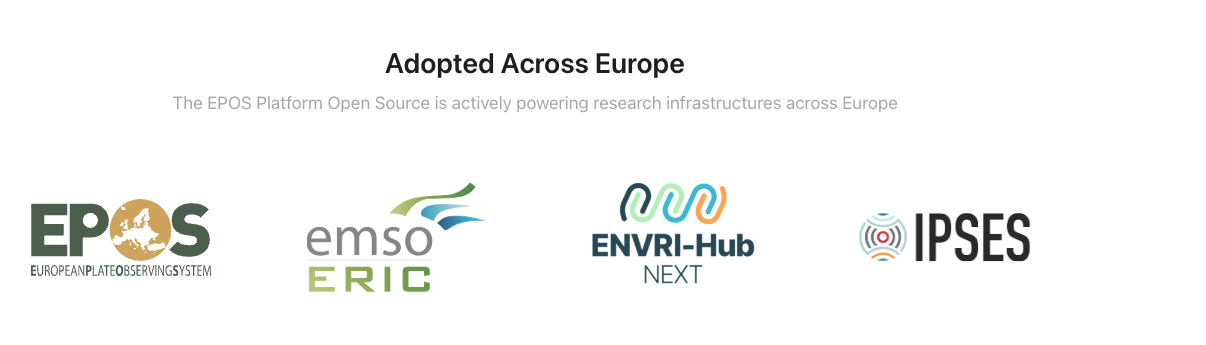 Adopted Across Europe
The EPOS Platform Open Source is actively powering research infrastructures across Europe
EPOS
EUROPEANPLATEOBSERVINGSYSTEM
emso
ERIC
ENVRI-Hub
NEXT
IPSES